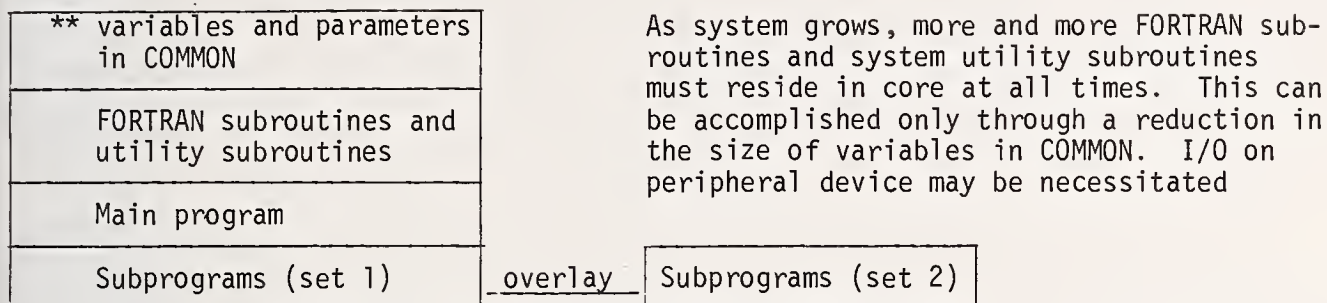 ** variables and parameters
in COMMON
FORTRAN subroutines and
utility subroutines
Main program
Subprograms (set 1)
overlay
Subprograms (set 2)
As system grows, more and more FORTRAN sub-
routines and system utility subroutines
must reside in core at all times. This can
be accomplished only through a reduction in
the size of variables in COMMON. I/O on
peripheral device may be necessitated